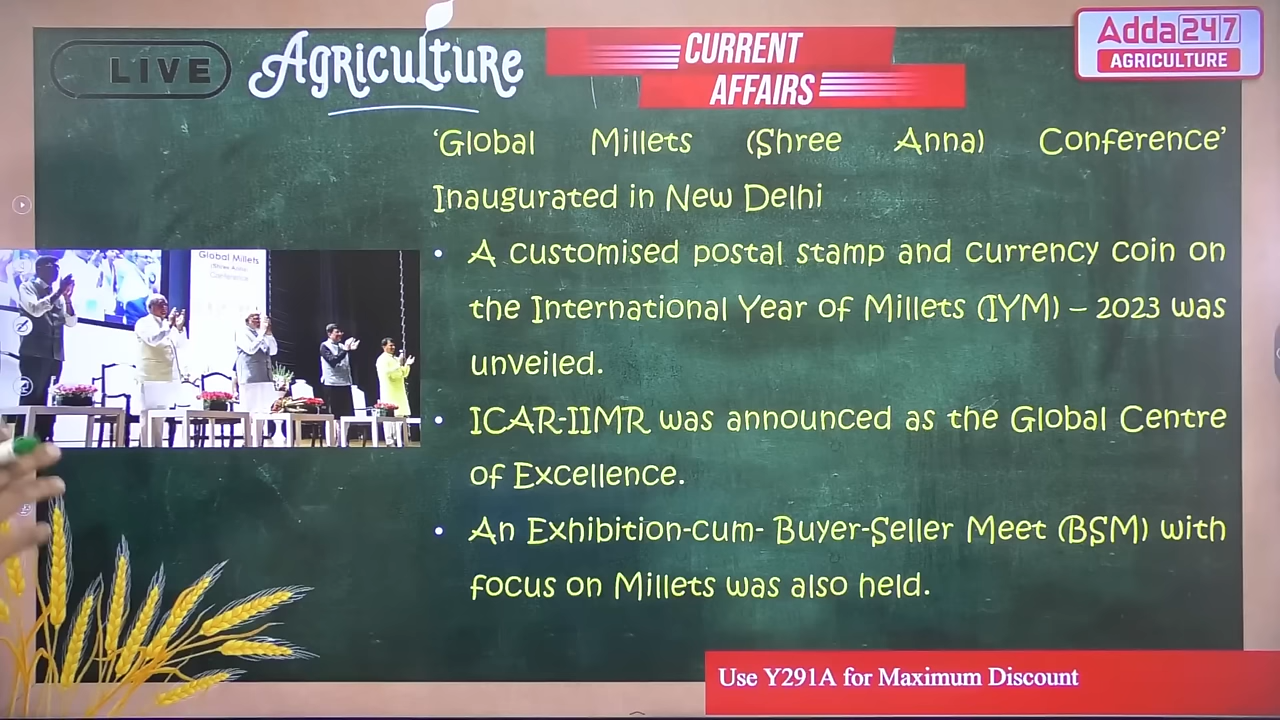 LIVE
Agriculture
CURRENT
AFFAIRS
Adda247
AGRICULTURE
‘Global Millets (Shree Anna) Conference’
Inaugurated in New Delhi
• A customised postal stamp and currency coin on
the International Year of Millets (IYM) – 2023 was
unveiled.
• ICAR-IIMR was announced as the Global Centre
of Excellence.
• An Exhibition-cum- Buyer-Seller Meet (BSM) with
focus on Millets was also held.
Global Millets
(Shree Anna)
Conference
Use Y291A for Maximum Discount